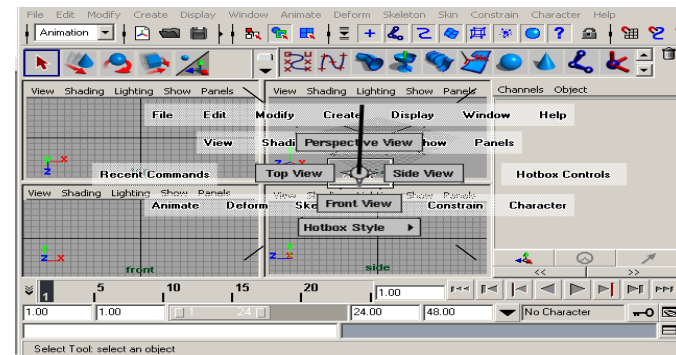 File Edit Modify Create Display Window Animate Deform Skeleton Skin Constrain Character Help
Animation
View Shading Lighting Show Panels View Shading Lighting Show Panels Channels Object
File Edit Modify Create Display Window Help
View Perspective View Panels
Recent Commands Top View Side View Hotbox Controls
View Shading Lighting Show Panels View Show Panels
Animate Deform Front View Constrain Character
Hotbox Style
front side
<< >>
1 5 10 15 20 1.00
1.00 1.00 1 24 24.00 48.00 No Character
Select Tool: select an object